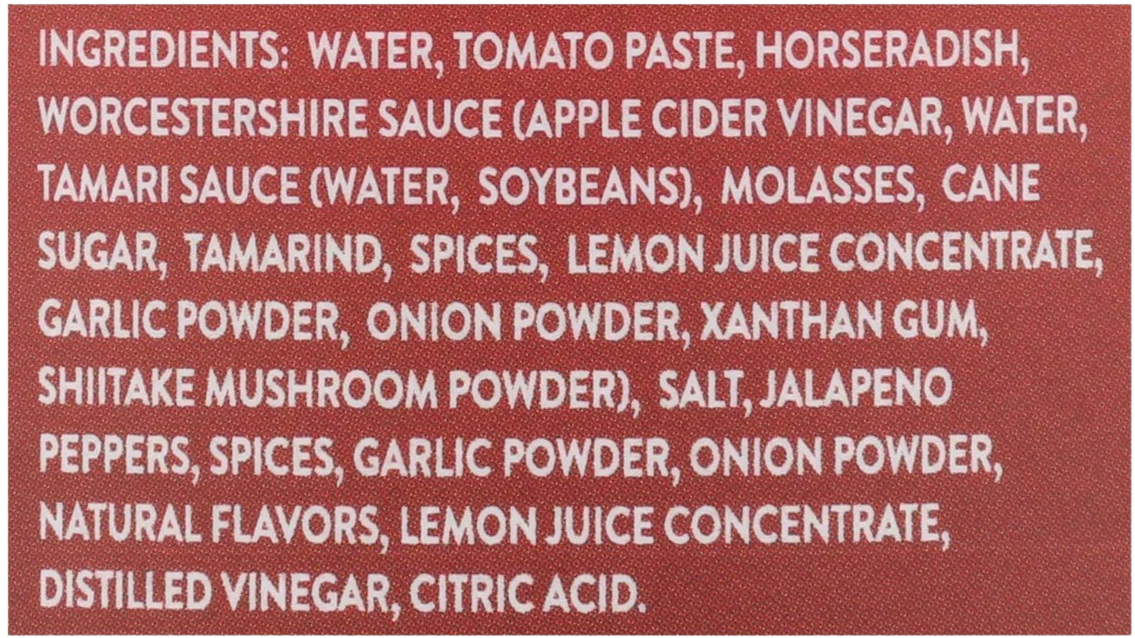 INGREDIENTS: WATER, TOMATO PASTE, HORSERADISH,
WORCESTERSHIRE SAUCE (APPLE CIDER VINEGAR, WATER,
TAMARI SAUCE (WATER, SOYBEANS), MOLASSES, CANE
SUGAR, TAMARIND, SPICES, LEMON JUICE CONCENTRATE,
GARLIC POWDER, ONION POWDER, XANTHAN GUM,
SHIITAKE MUSHROOM POWDER), SALT, JALAPENO
PEPPERS, SPICES, GARLIC POWDER, ONION POWDER,
NATURAL FLAVORS, LEMON JUICE CONCENTRATE,
DISTILLED VINEGAR, CITRIC ACID.